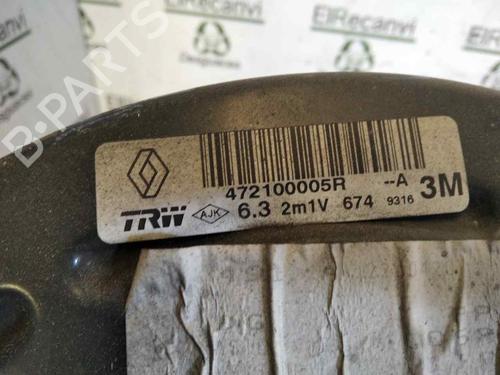 ElRecanvi
ElRecanvi
Desguaces
B-PARTS
472100005R --A 3M
TRW AJK 6.3 2m1V 674 9316